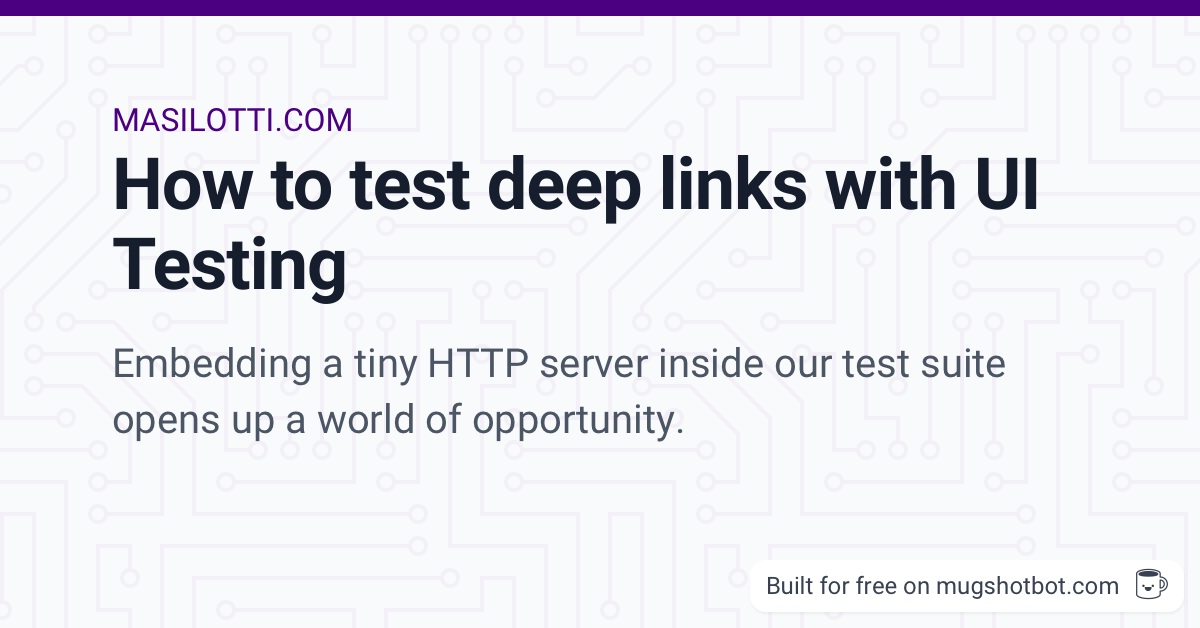 MASILOTTI.COM
How to test deep links with UI
Testing
Embedding a tiny HTTP server inside our test suite
opens up a world of opportunity.
Built for free on mugshotbot.com